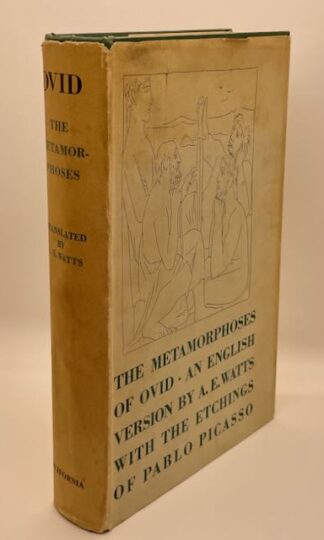 OVID
THE
METAMOR-
PHOSES
TRANSLATED
BY
A. E. WATTS
CALIFORNIA
THE METAMORPHOSES
OF OVID · AN ENGLISH
VERSION BY A. E. WATTS
WITH THE ETCHINGS
OF PABLO PICASSO